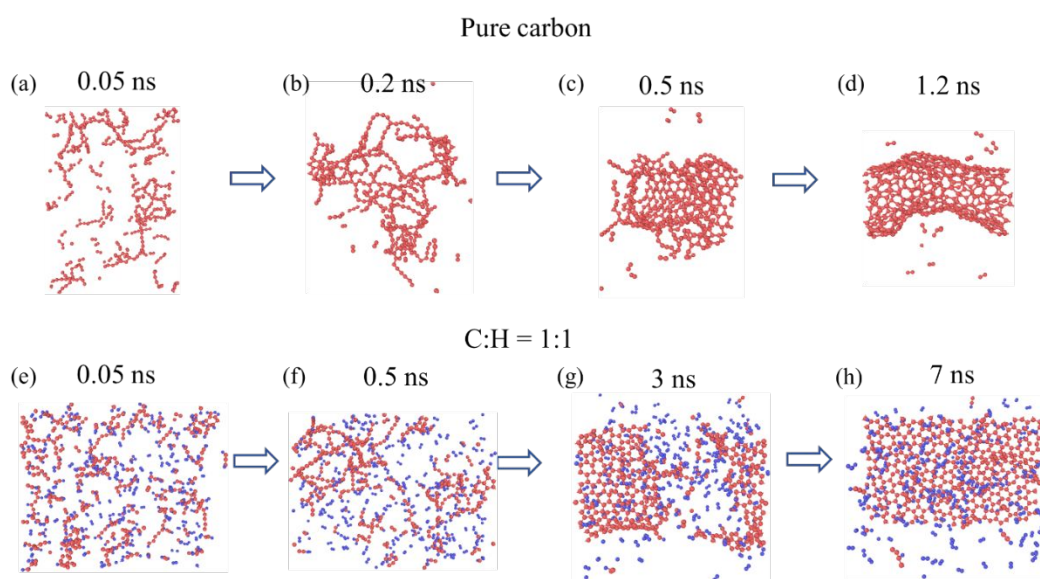 Pure carbon
(a) 0.05 ns
(b) 0.2 ns
(c) 0.5 ns
(d) 1.2 ns
C:H = 1:1
(e) 0.05 ns
(f) 0.5 ns
(g) 3 ns
(h) 7 ns